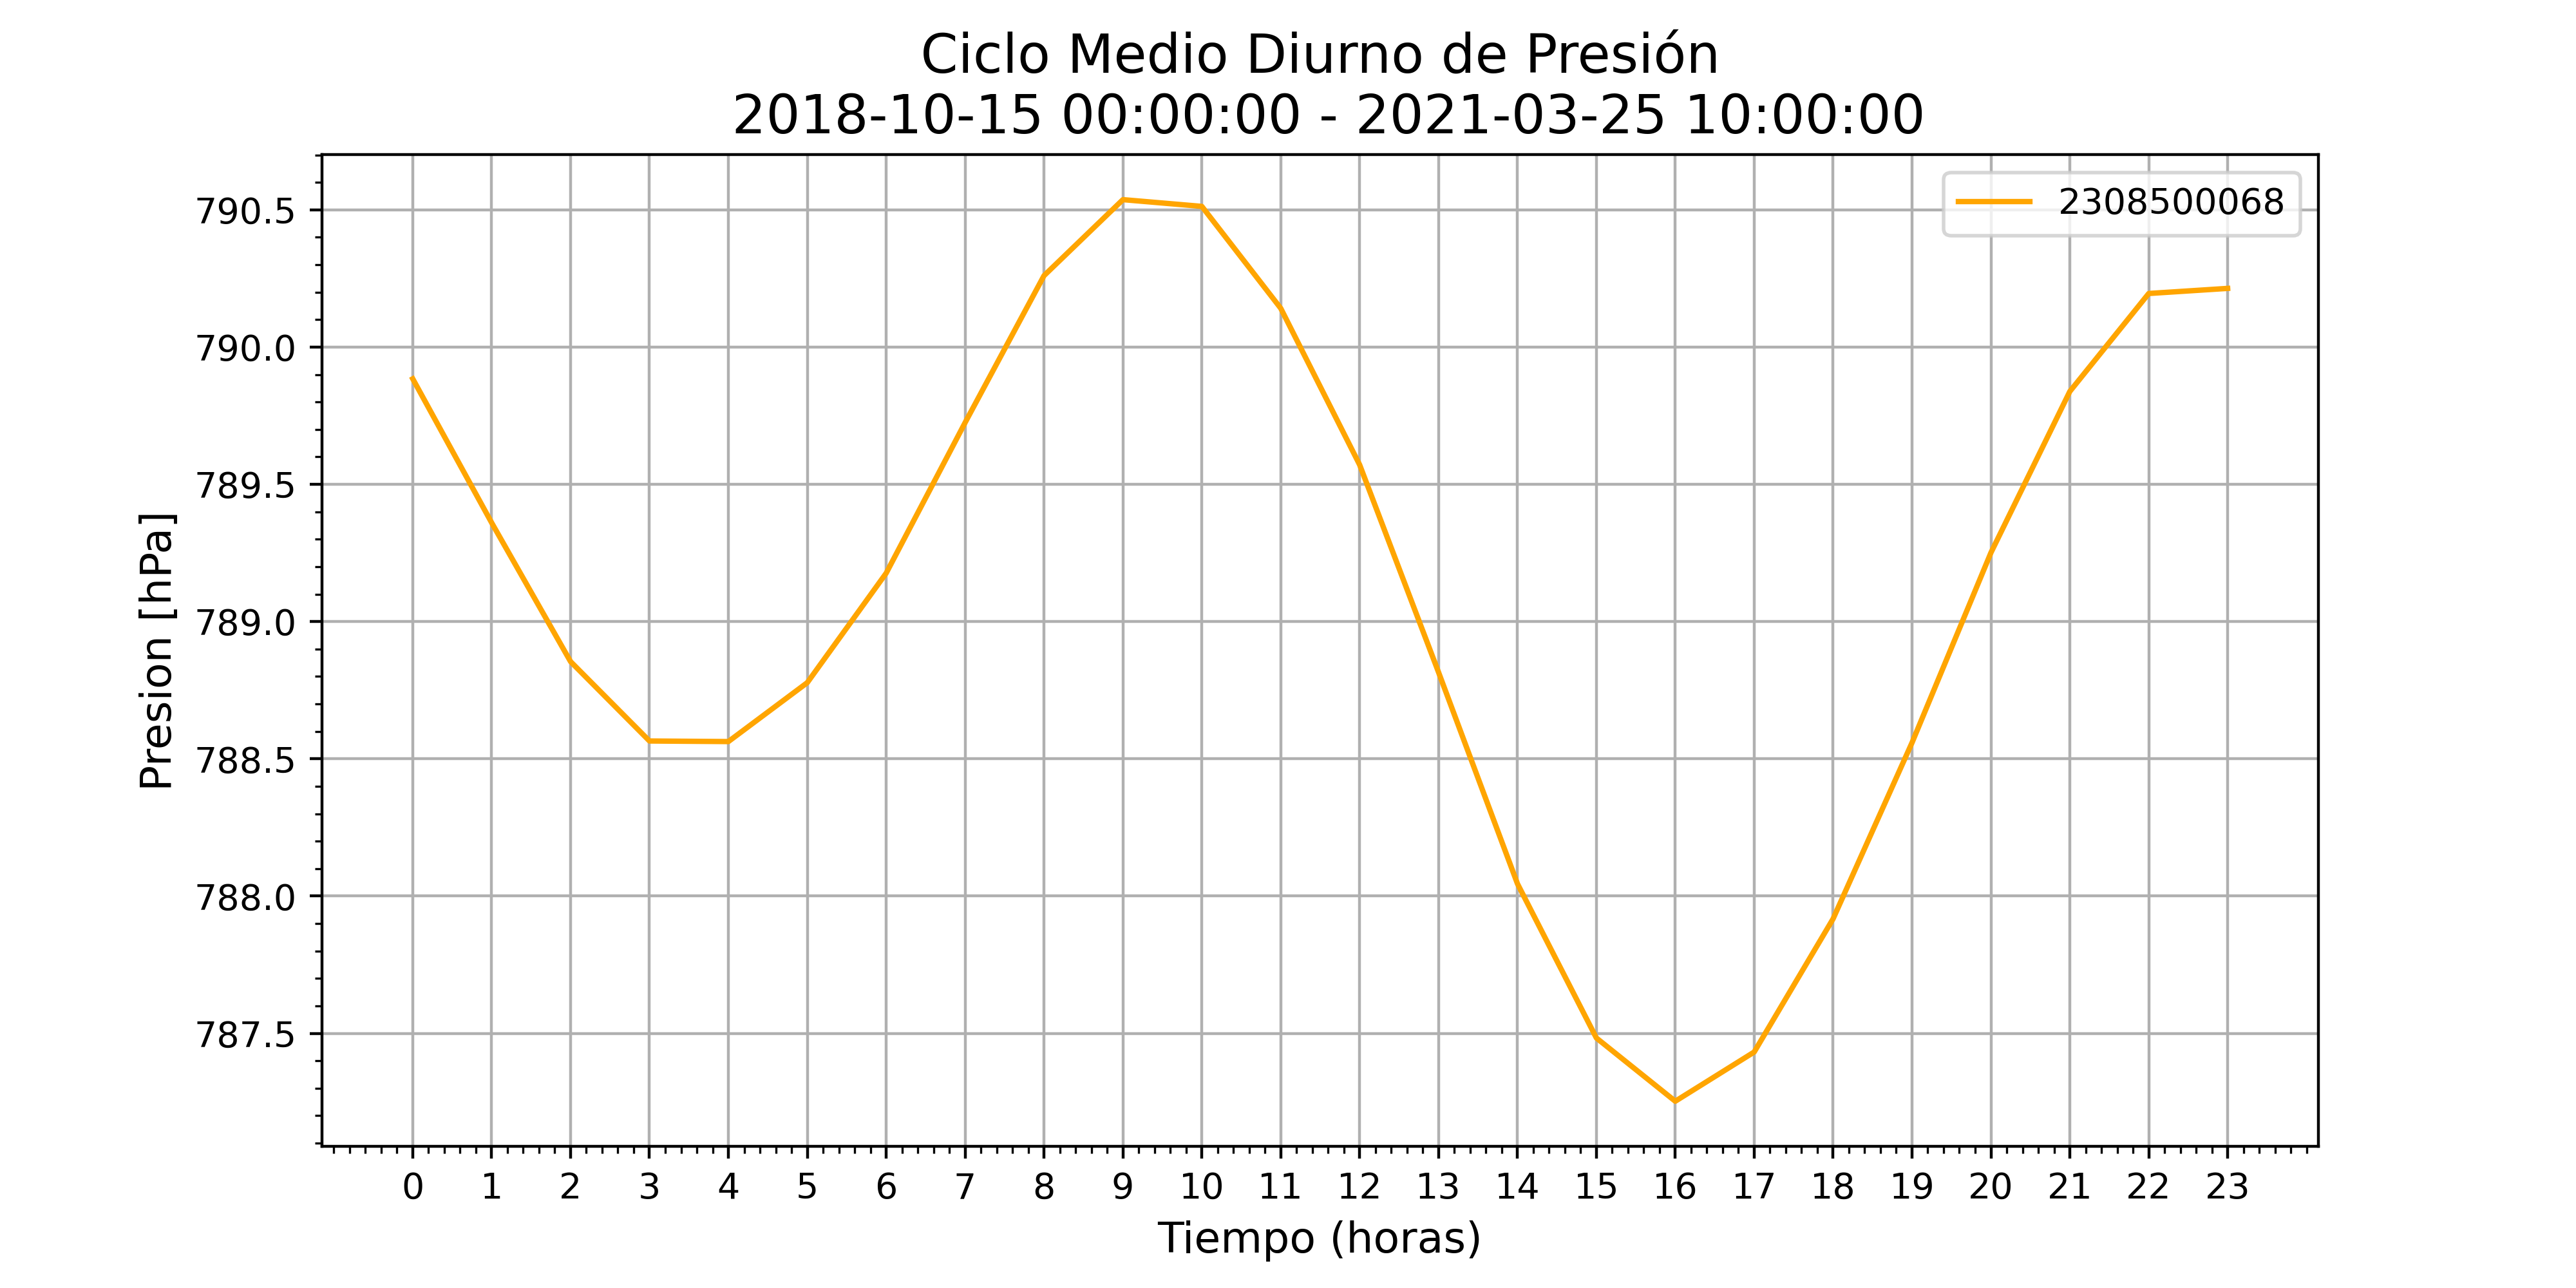 Ciclo Medio Diurno de Presión
2018-10-15 00:00:00 - 2021-03-25 10:00:00
2308500068
790.5
790.0
789.5
789.0
788.5
788.0
787.5
Presion [hPa]
0 1 2 3 4 5 6 7 8 9 10 11 12 13 14 15 16 17 18 19 20 21 22 23
Tiempo (horas)